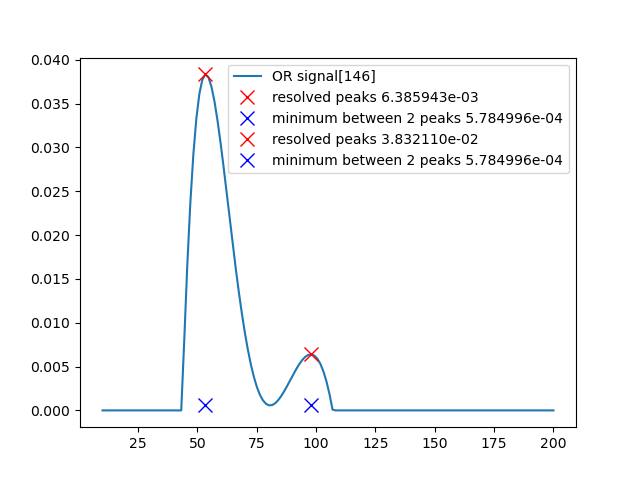 0.040
0.035
0.030
0.025
0.020
0.015
0.010
0.005
0.000
OR signal[146]
resolved peaks 6.385943e-03
minimum between 2 peaks 5.784996e-04
resolved peaks 3.832110e-02
minimum between 2 peaks 5.784996e-04
25 50 75 100 125 150 175 200